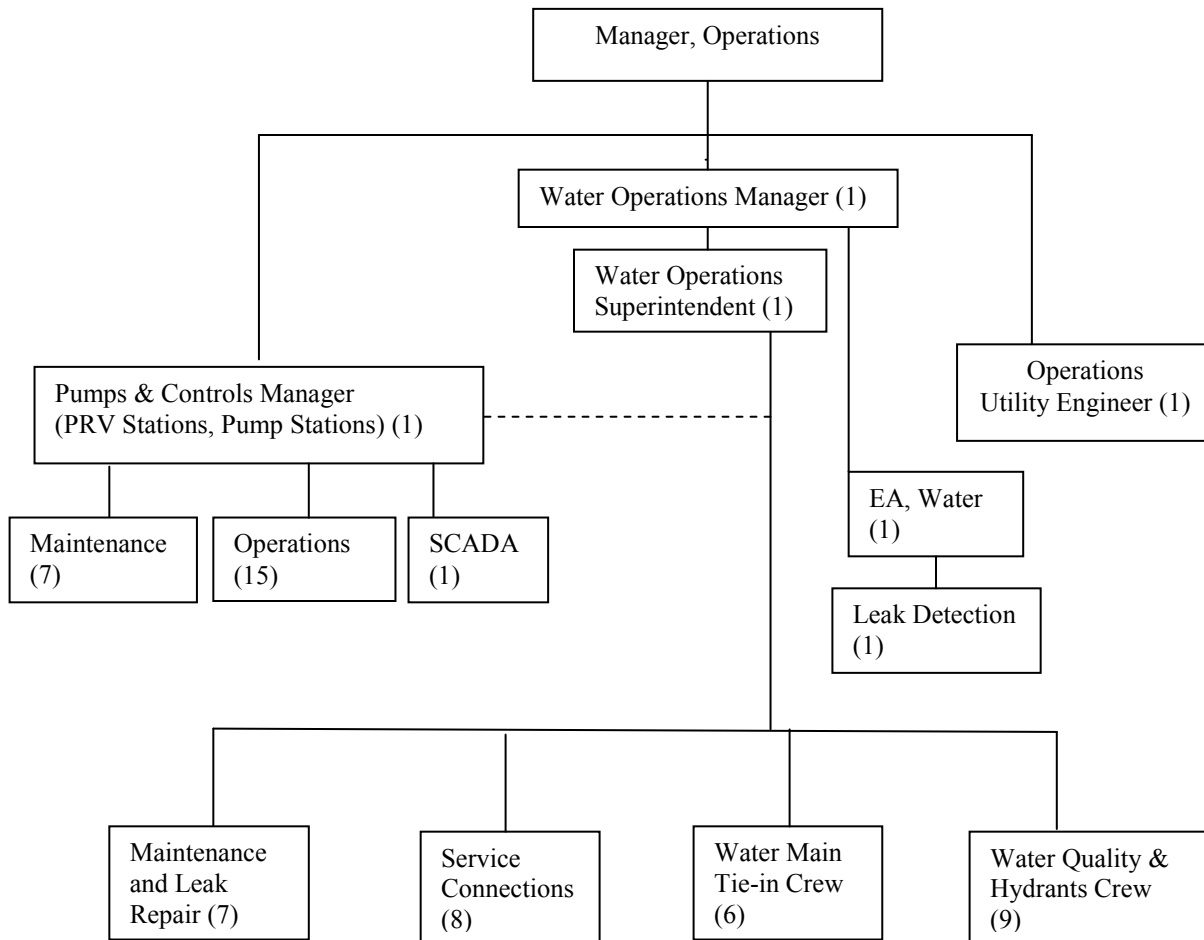 Manager, Operations
Water Operations Manager (1)
Water Operations
Superintendent (1)
Pumps & Controls Manager
(PRV Stations, Pump Stations) (1)
Operations
Utility Engineer (1)
EA, Water
(1)
Maintenance
(7)
Operations
(15)
SCADA
(1)
Leak Detection
(1)
Maintenance
and Leak
Repair (7)
Service
Connections
(8)
Water Main
Tie-in Crew
(6)
Water Quality &
Hydrants Crew
(9)